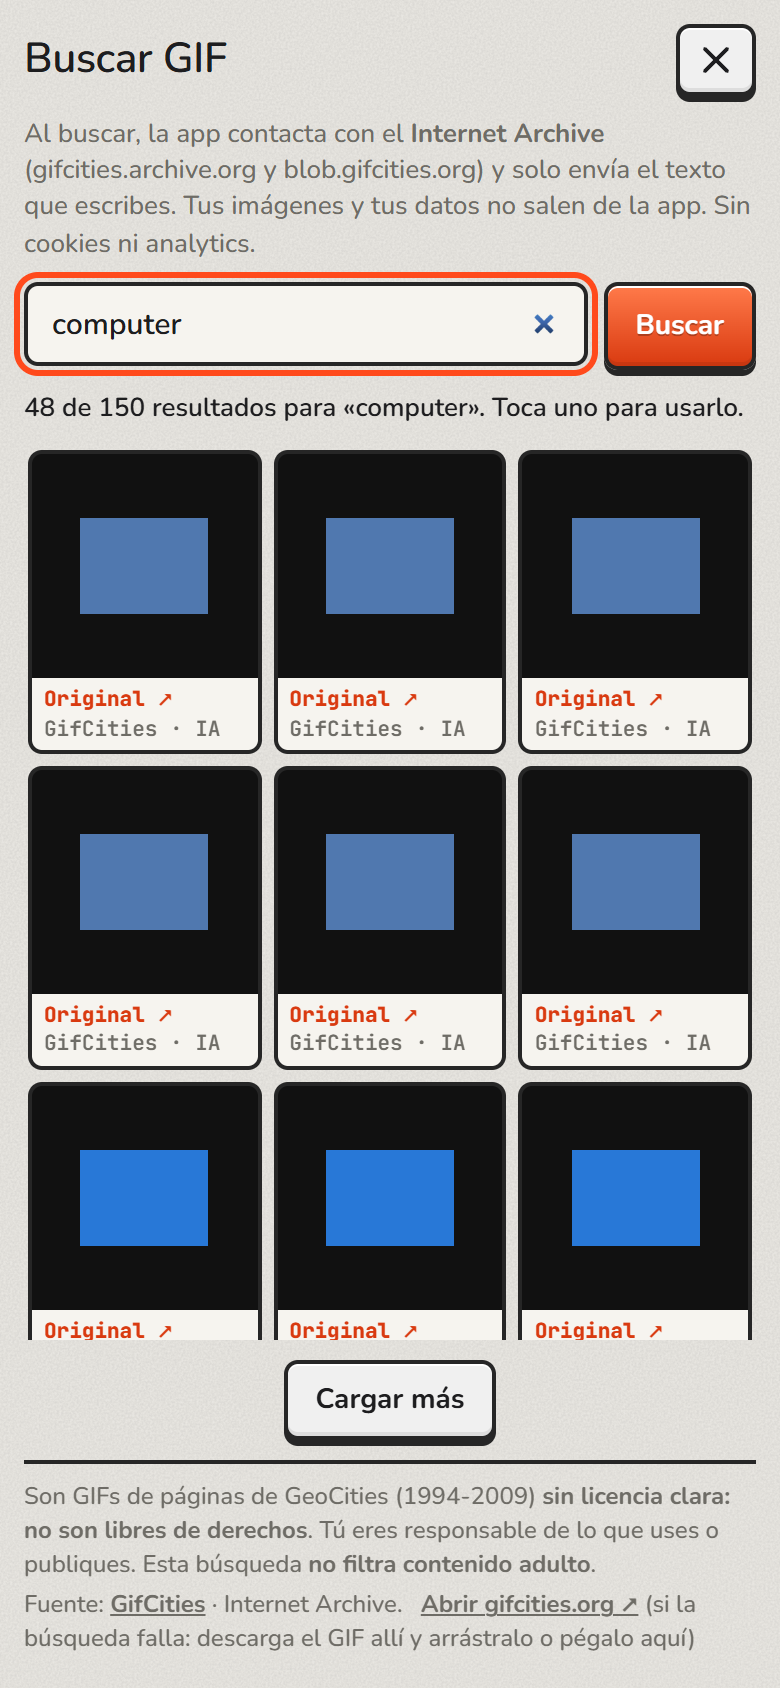 Buscar GIF
Al buscar, la app contacta con el Internet Archive
(gifcities.archive.org y blob.gifcities.org) y solo envía el texto
que escribes. Tus imágenes y tus datos no salen de la app. Sin
cookies ni analytics.
computer
Buscar
48 de 150 resultados para «computer». Toca uno para usarlo.
Original ↗ Original ↗ Original ↗
GifCities · IA GifCities · IA GifCities · IA
Original ↗ Original ↗ Original ↗
GifCities · IA GifCities · IA GifCities · IA
Original ↗ Original ↗ Original ↗
Cargar más
Son GIFs de páginas de GeoCities (1994-2009) sin licencia clara:
no son libres de derechos. Tú eres responsable de lo que uses o
publiques. Esta búsqueda no filtra contenido adulto.
Fuente: GifCities · Internet Archive. Abrir gifcities.org ↗ (si la
búsqueda falla: descarga el GIF allí y arrástralo o pégalo aquí)